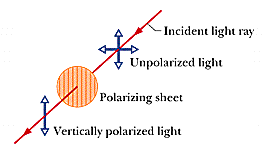 Incident light ray
Unpolarized light
Polarizing sheet
Vertically polarized light